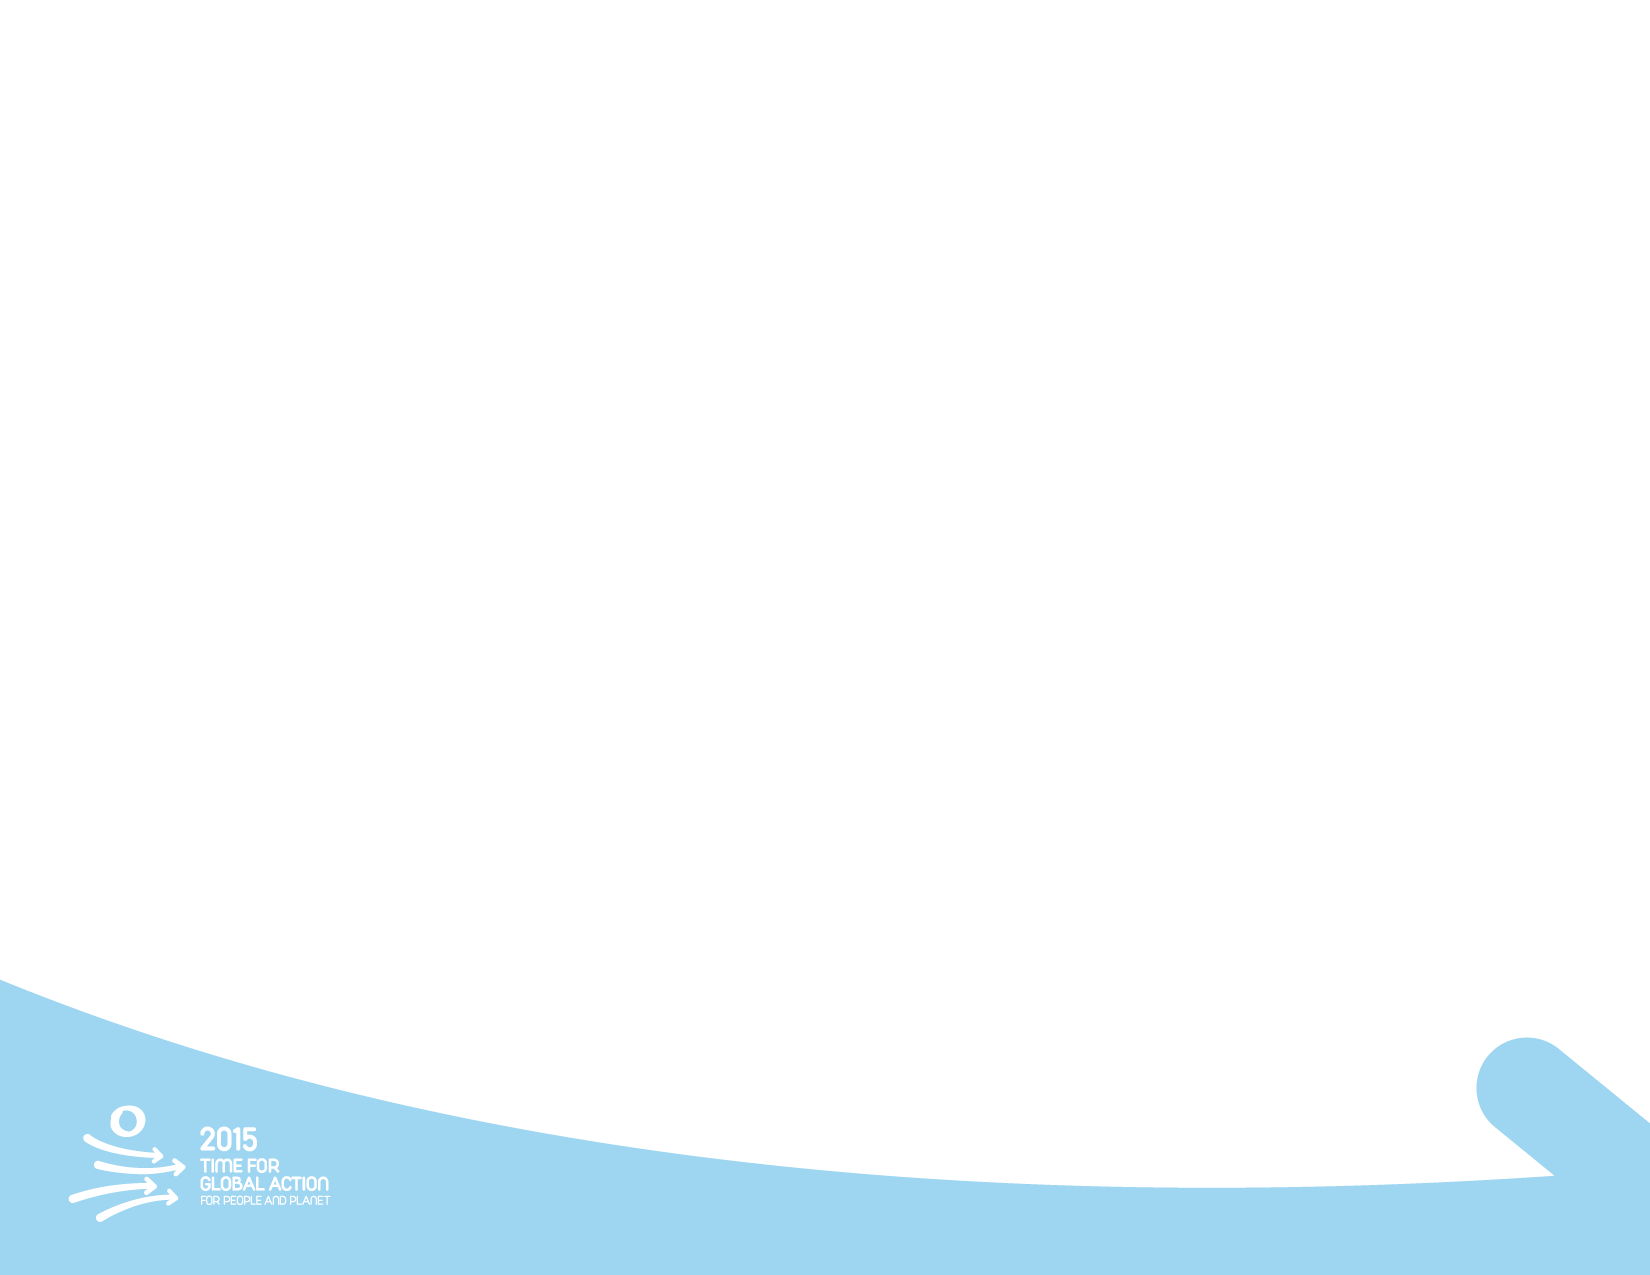 2015
TIME FOR
GLOBAL ACTION
FOR PEOPLE AND PLANET